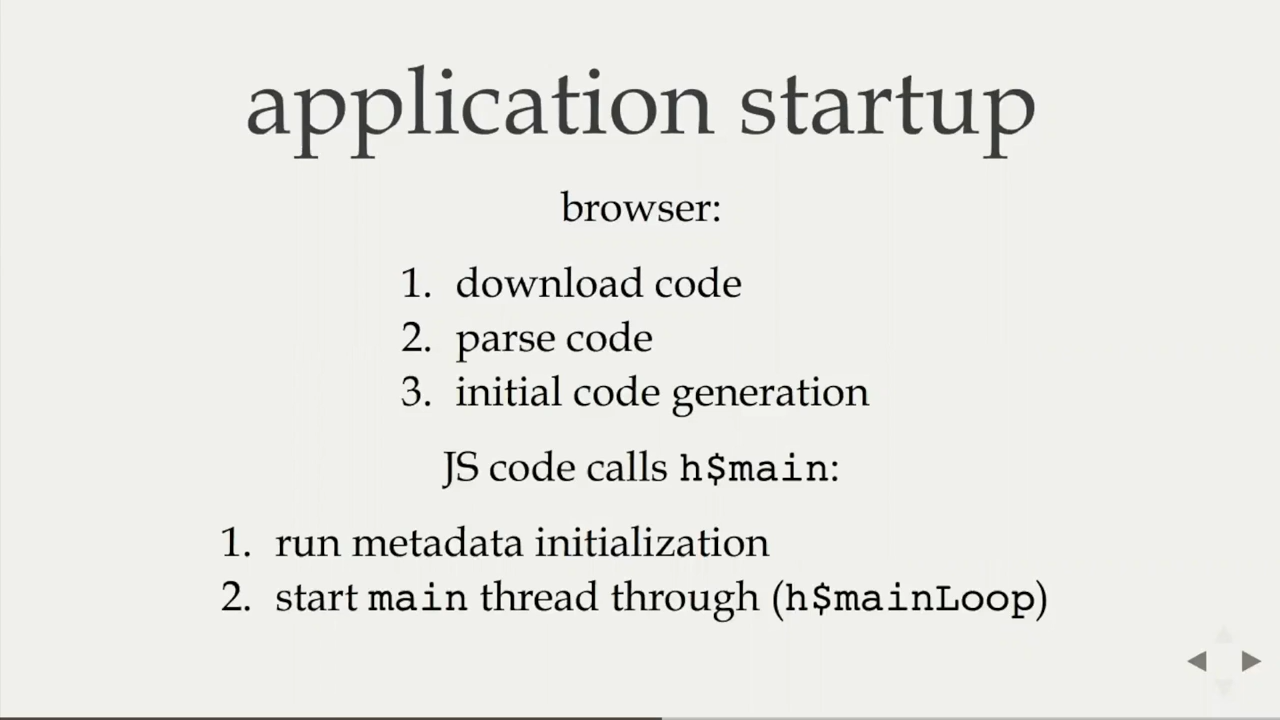 application startup
browser:
1. download code
2. parse code
3. initial code generation
JS code calls h$main:
1. run metadata initialization
2. start main thread through (h$mainLoop)